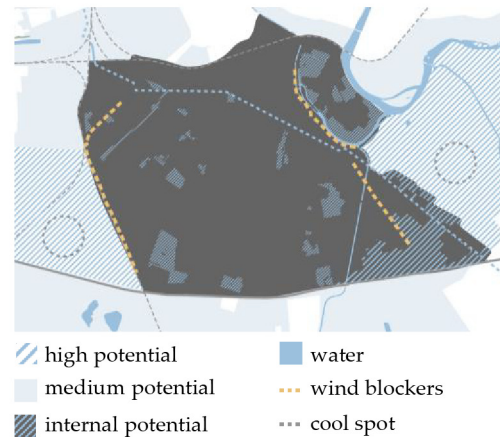 high potential
medium potential
internal potential
water
wind blockers
cool spot